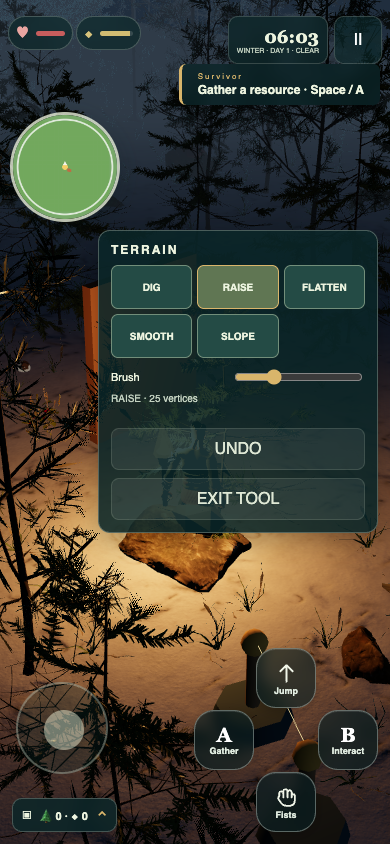 06:03
WINTER · DAY 1 · CLEAR
Survivor
Gather a resource · Space / A
TERRAIN
DIG
RAISE
FLATTEN
SMOOTH
SLOPE
Brush
RAISE · 25 vertices
UNDO
EXIT TOOL
Jump
A
Gather
B
Interact
Fists
0 · ◆ 0